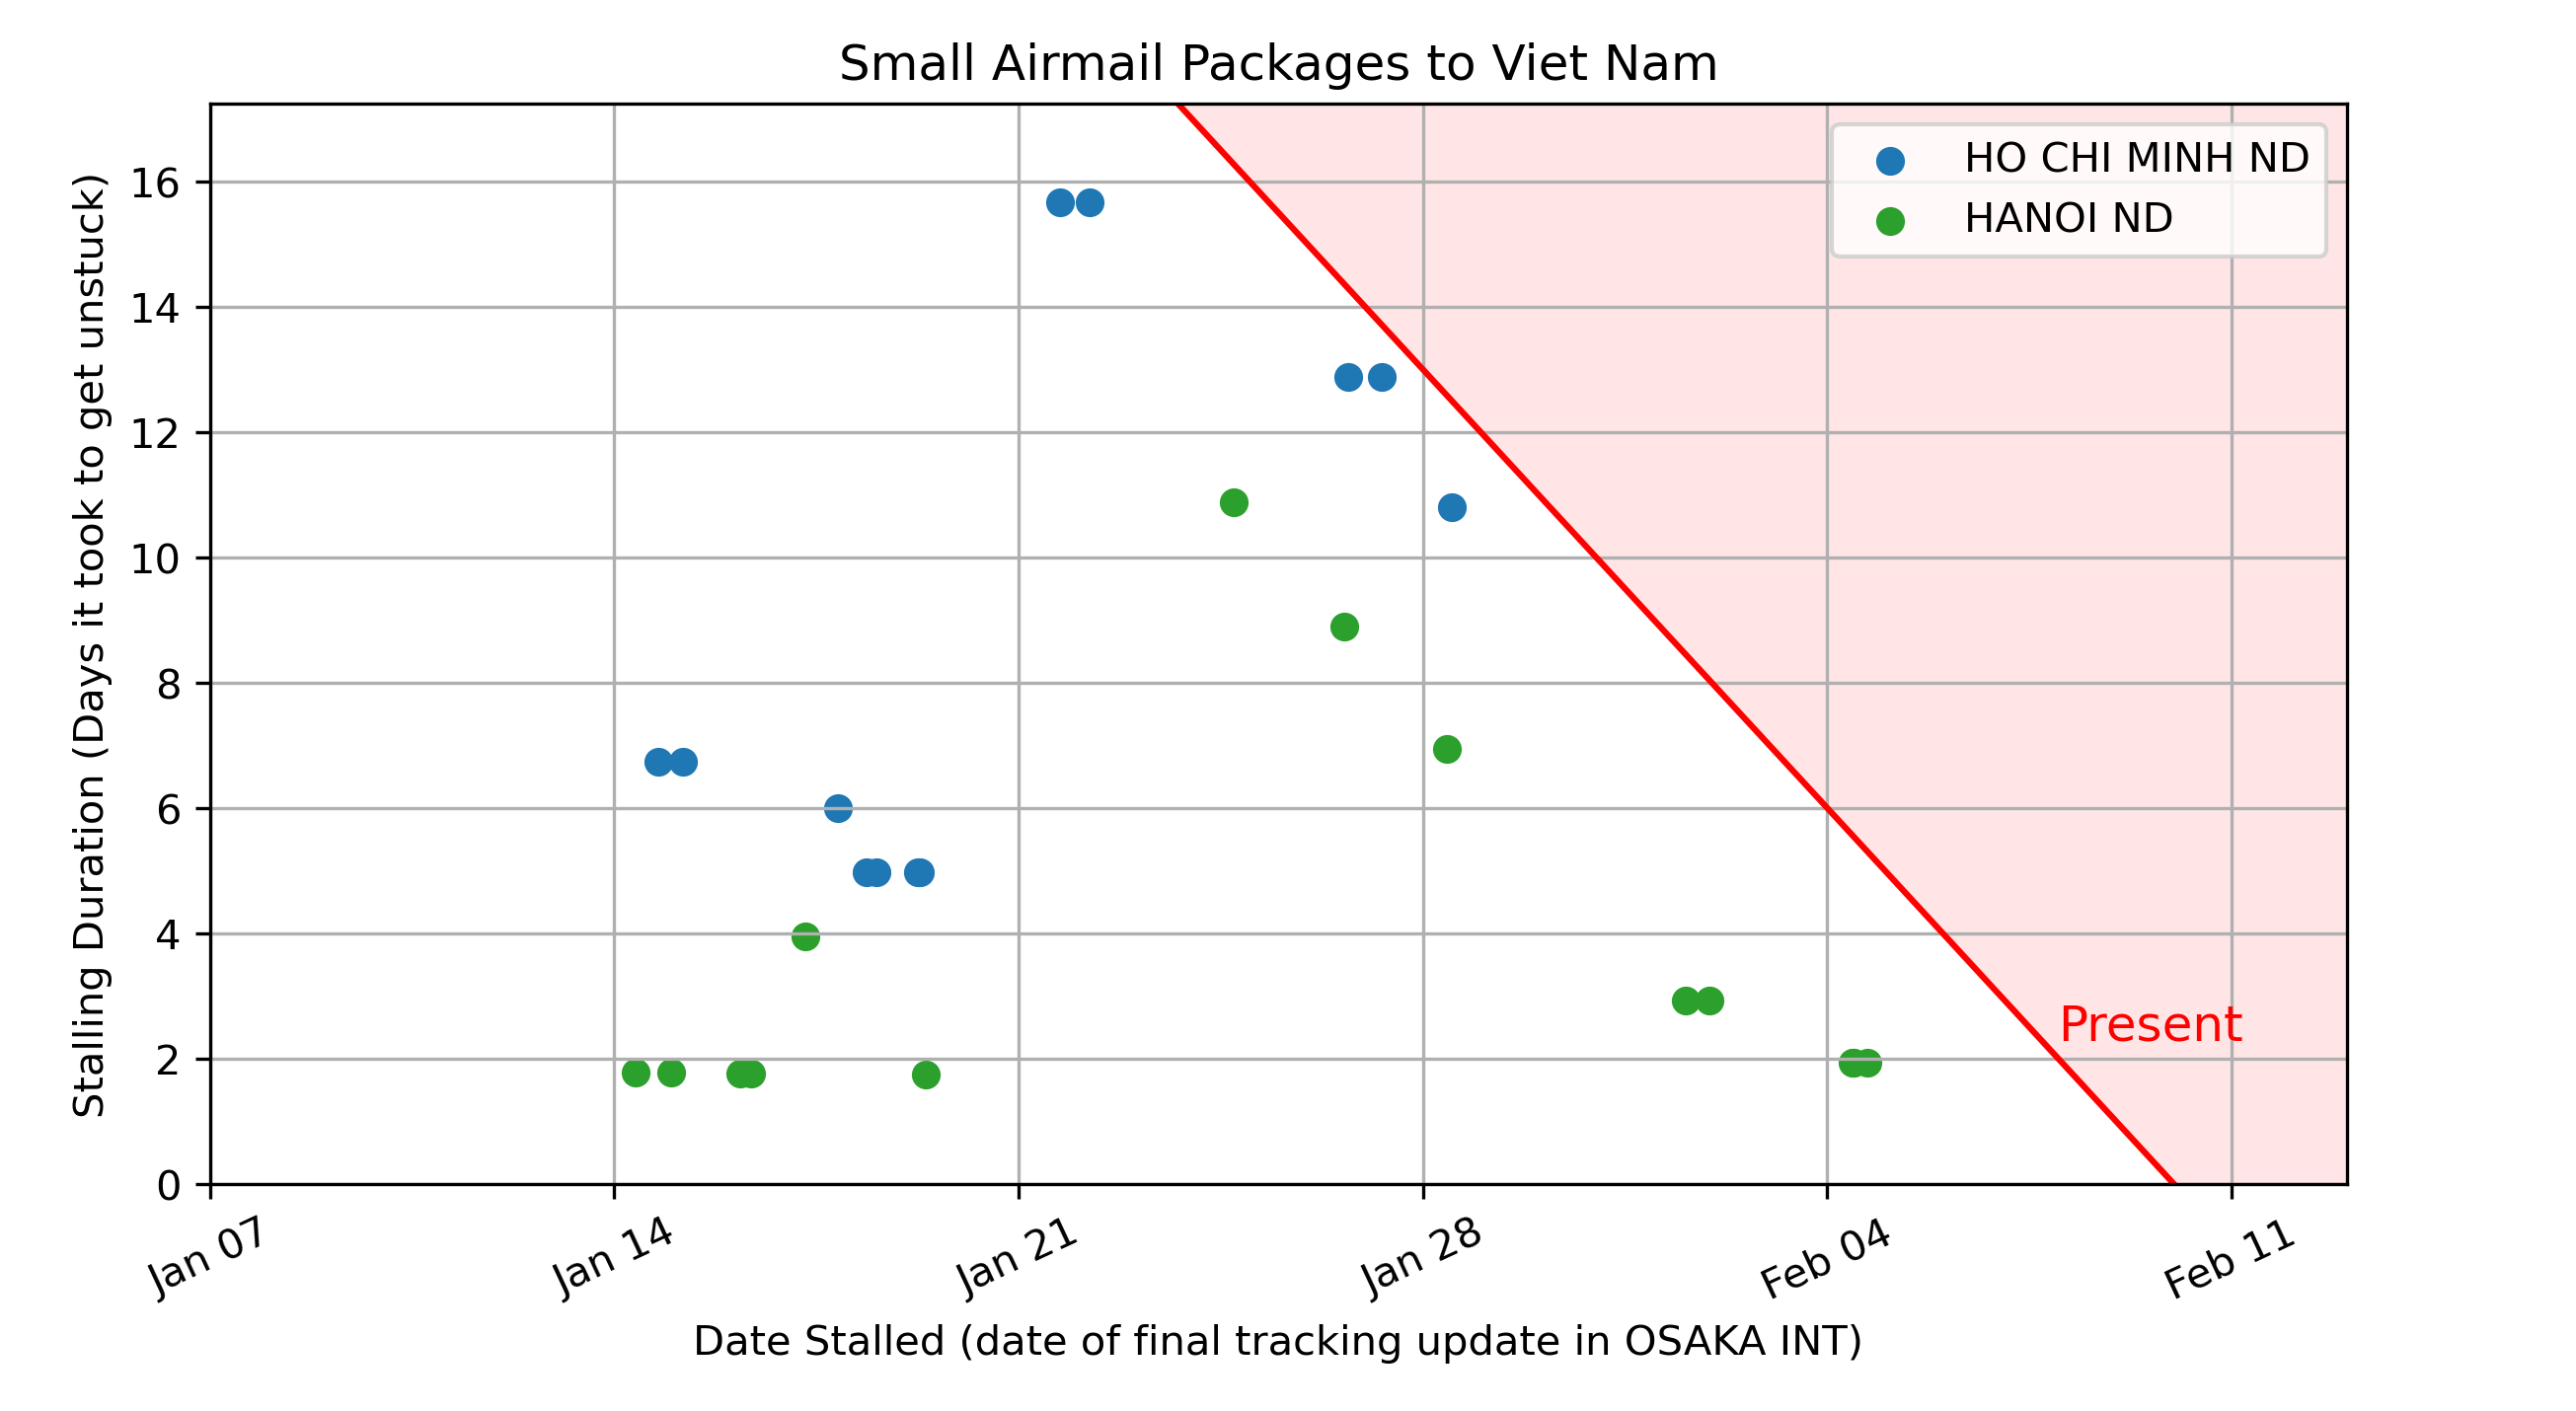 Small Airmail Packages to Viet Nam
HO CHI MINH ND
HANOI ND
Present
Stalling Duration (Days it took to get unstuck)
16
14
12
10
8
6
4
2
0
Jan 07
Jan 14
Jan 21
Jan 28
Feb 04
Feb 11
Date Stalled (date of final tracking update in OSAKA INT)